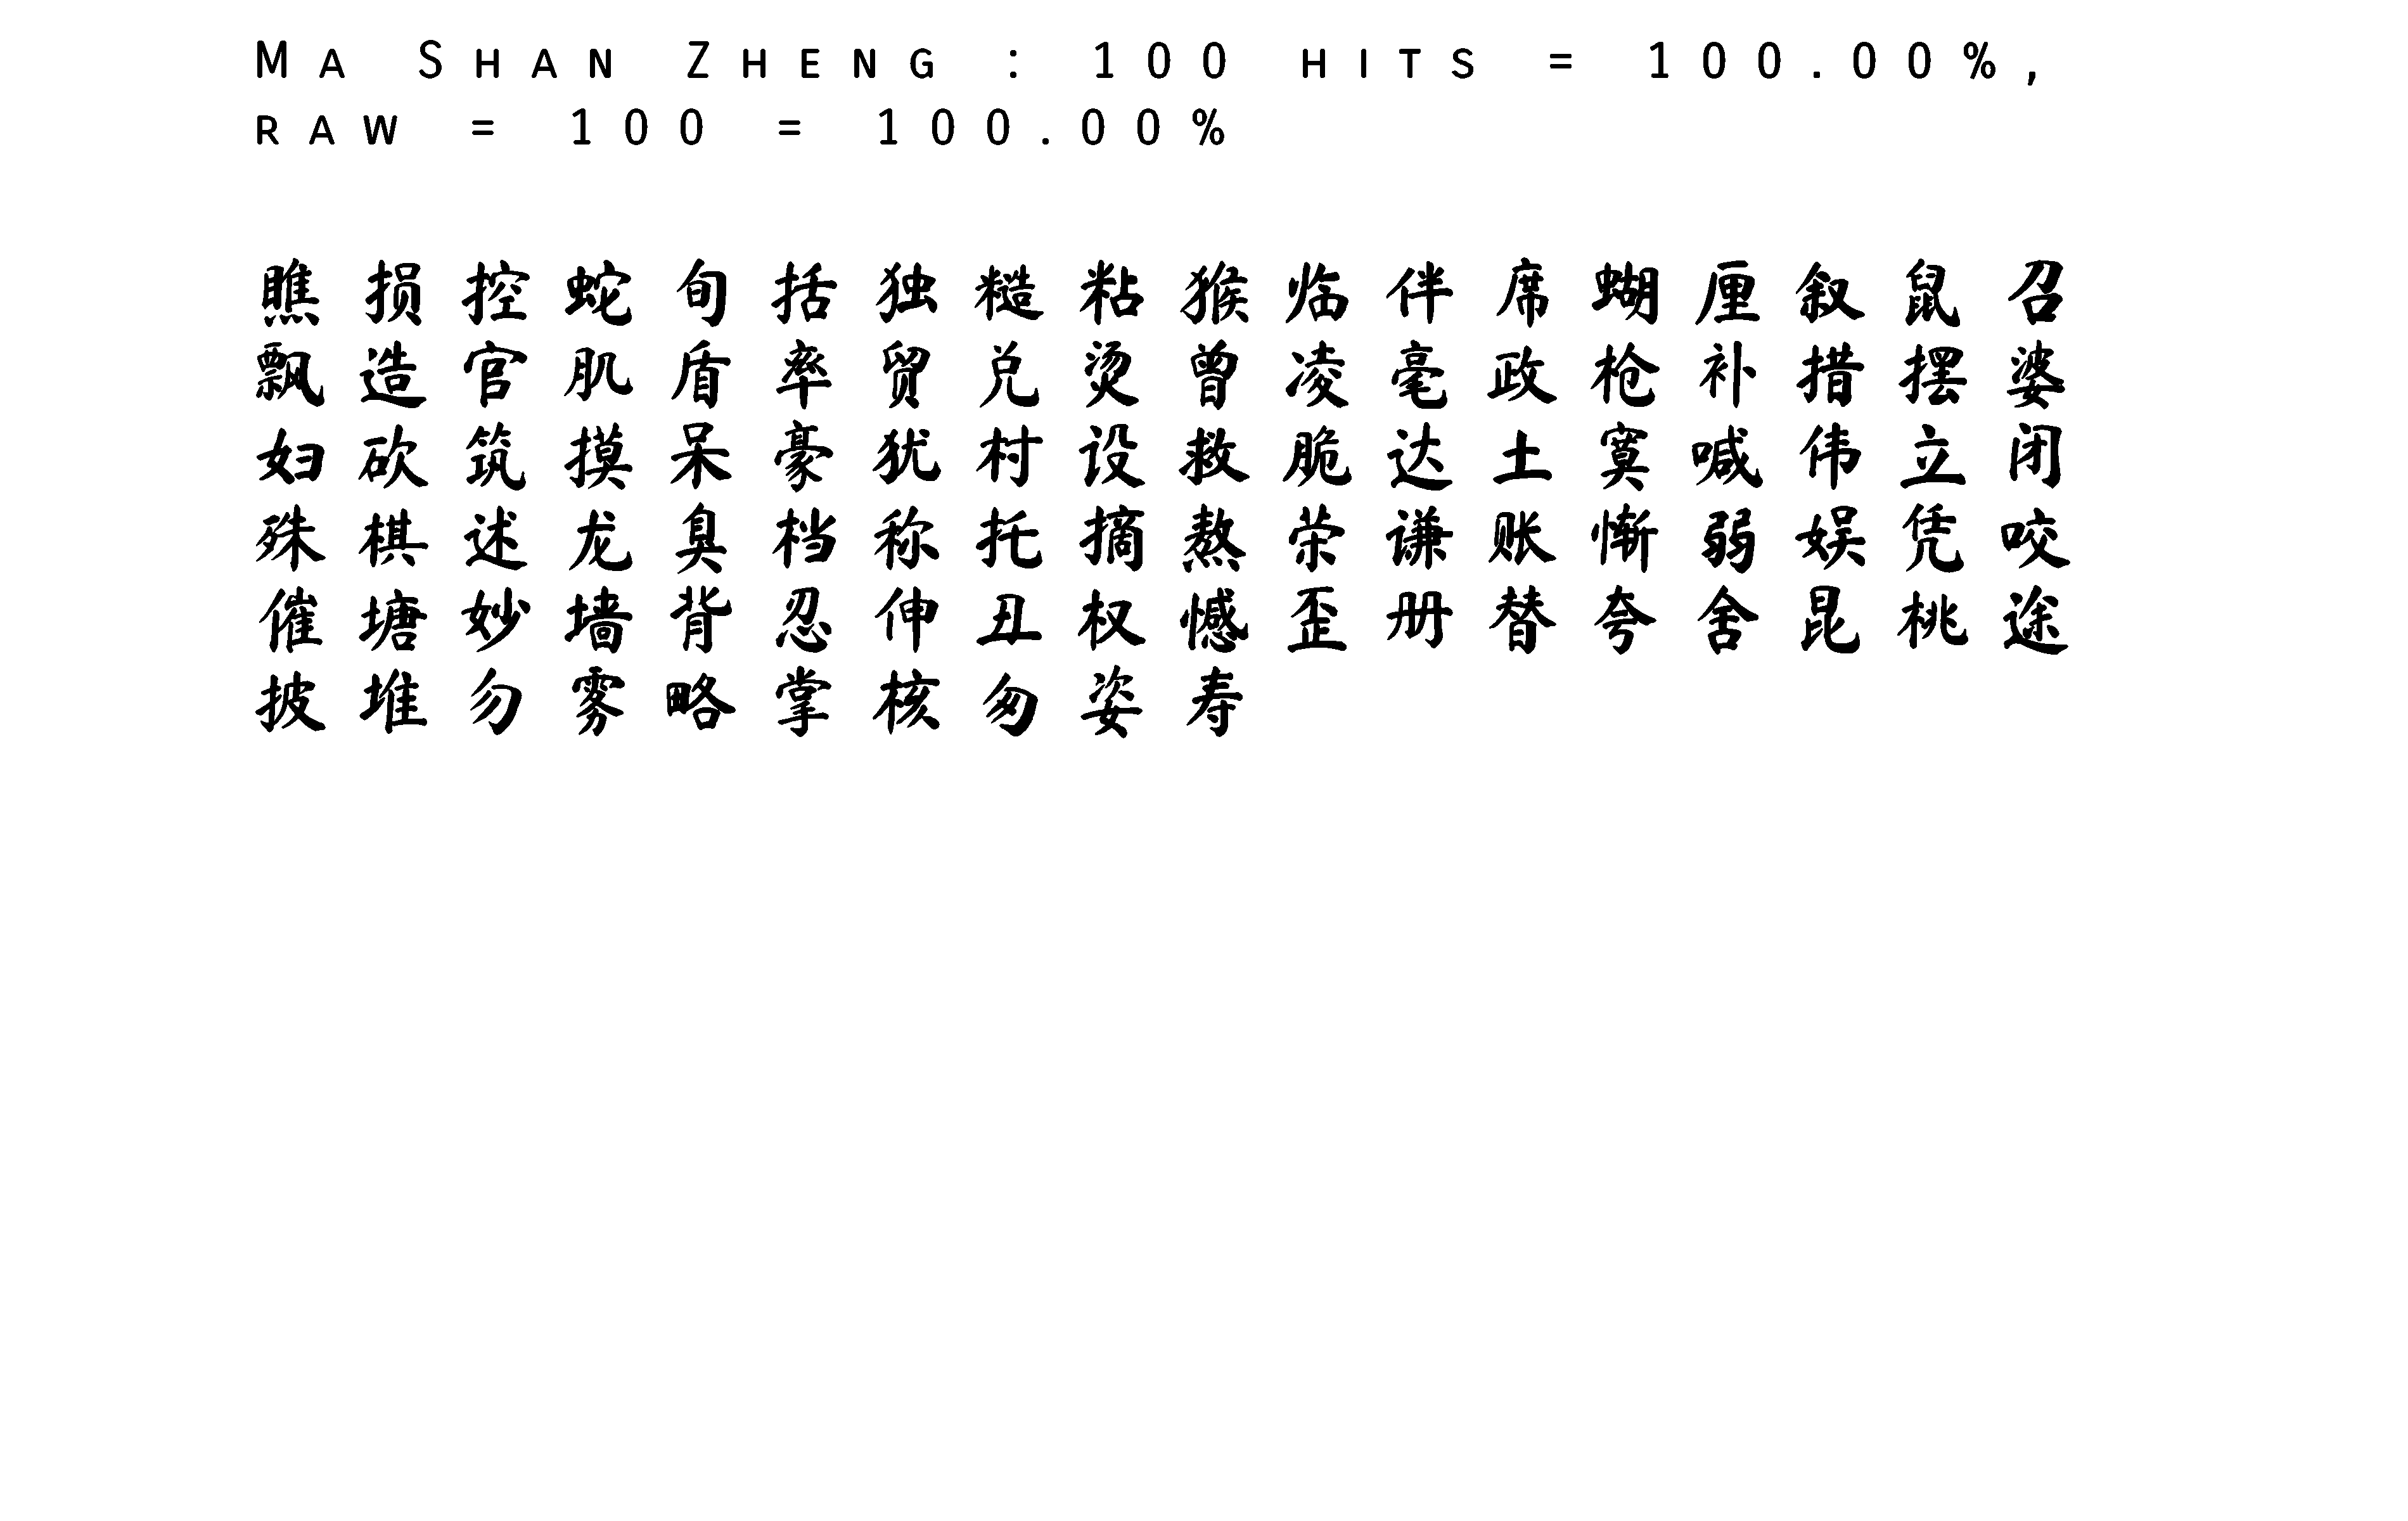 Ma Shan Zheng : 100 hits = 100.00%,
raw = 100 = 100.00%
瞧损控蛇旬括独糙粘猴临伴席蝴厘叙鼠召
飘造官肌盾率贸兑烫曾凌毫政枪补措摆婆
妇砍筑摸呆豪犹村设救脆达土寞喊伟立闭
殊棋述龙臭档称托摘熬荣谦账惭弱娱凭咬
催塘妙墙背忍伸丑权憾歪册替夸舍昆桃途
披堆勿雾略掌核匆姿寿